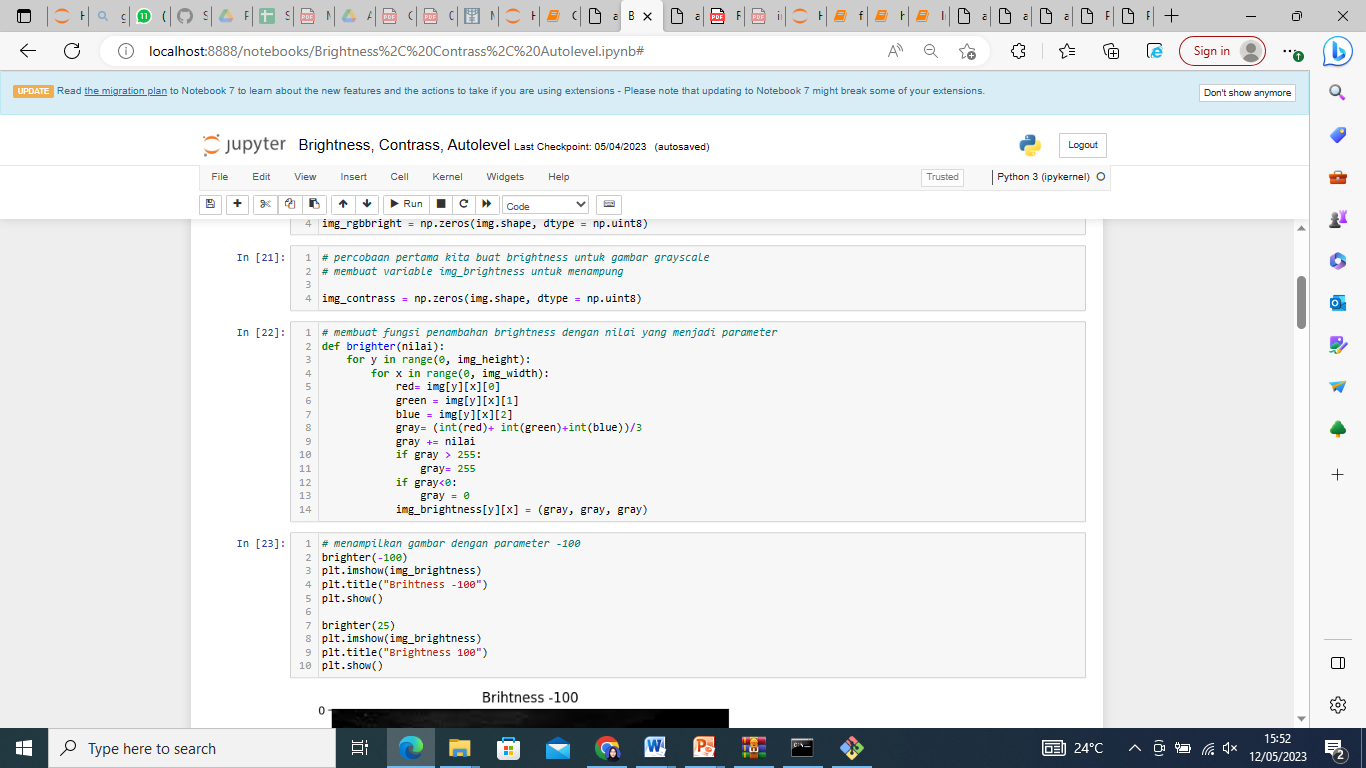 localhost:8888/notebooks/Brightness%2C%20Contrass%2C%20Autolevel.ipynb#
Sign in
UPDATE Read the migration plan to Notebook 7 to learn about the new features and the actions to take if you are using extensions - Please note that updating to Notebook 7 might break some of your extensions.
Don't show anymore
jupyter Brightness, Contrass, Autolevel Last Checkpoint: 05/04/2023 (autosaved)
Logout
File Edit View Insert Cell Kernel Widgets Help
Trusted
Python 3 (ipykernel)
Run
Code
4 img_rgbbright = np.zeros(img.shape, dtype = np.uint8)
In [21]:
1 # percobaan pertama kita buat brightness untuk gambar grayscale
2 # membuat variable img_brightness untuk menampung
3
4 img_contrass = np.zeros(img.shape, dtype = np.uint8)
In [22]:
1 # membuat fungsi penambahan brightness dengan nilai yang menjadi parameter
2 def brighter(nilai):
3     for y in range(0, img_height):
4         for x in range(0, img_width):
5             red= img[y][x][0]
6             green = img[y][x][1]
7             blue = img[y][x][2]
8             gray= (int(red)+ int(green)+int(blue))/3
9             gray += nilai
10             if gray > 255:
11                 gray= 255
12             if gray<0:
13                 gray = 0
14             img_brightness[y][x] = (gray, gray, gray)
In [23]:
1 # menampilkan gambar dengan parameter -100
2 brighter(-100)
3 plt.imshow(img_brightness)
4 plt.title("Brihtness -100")
5 plt.show()
6
7 brighter(25)
8 plt.imshow(img_brightness)
9 plt.title("Brightness 100")
10 plt.show()
Brihtness -100
0
Type here to search
24°C
15:52
12/05/2023
2